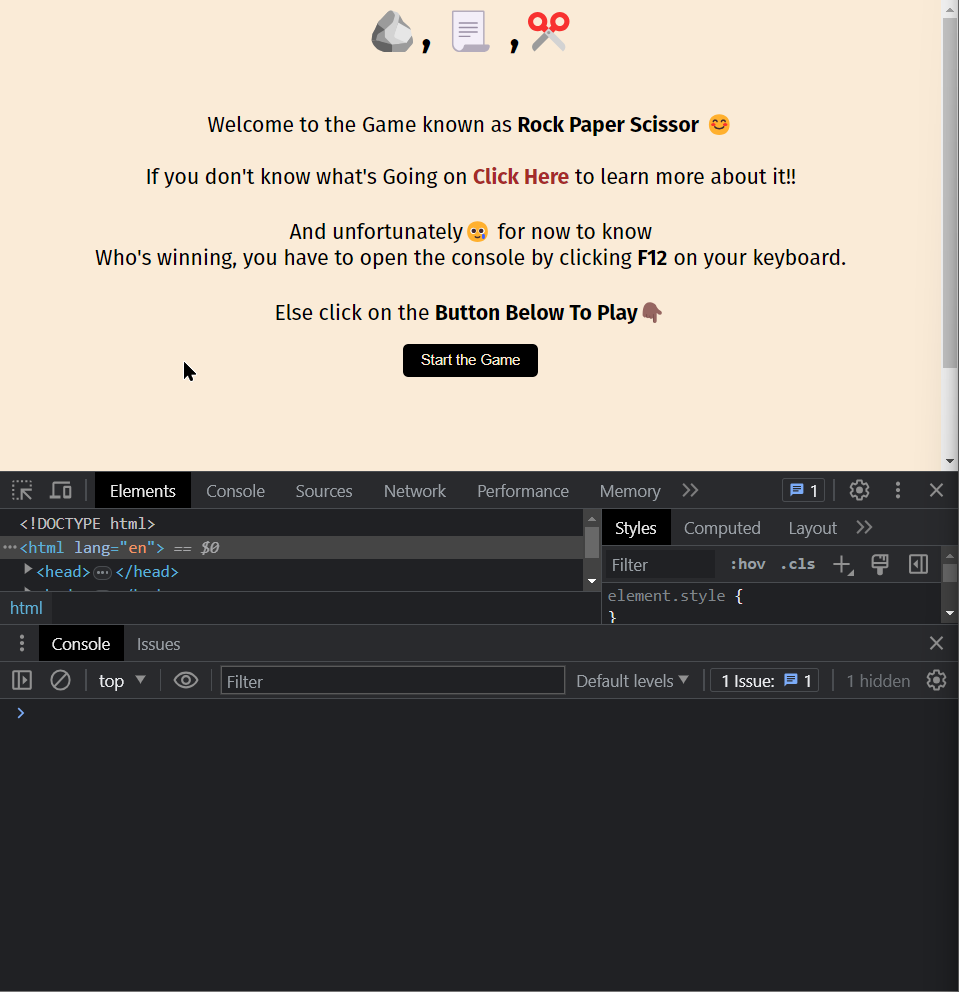 🪨, 📜 ,✂️
Welcome to the Game known as Rock Paper Scissor 😊
If you don't know what's Going on Click Here to learn more about it!!
And unfortunately🥲 for now to know
Who's winning, you have to open the console by clicking F12 on your keyboard.
Else click on the Button Below To Play👇🏾
Start the Game
Elements Console Sources Network Performance Memory 1
<!DOCTYPE html>
<html lang="en"> == $0
<head>…</head>
html
Styles Computed Layout
Filter :hov .cls
element.style {
}
Console Issues
top Filter Default levels 1 Issue: 1 1 hidden